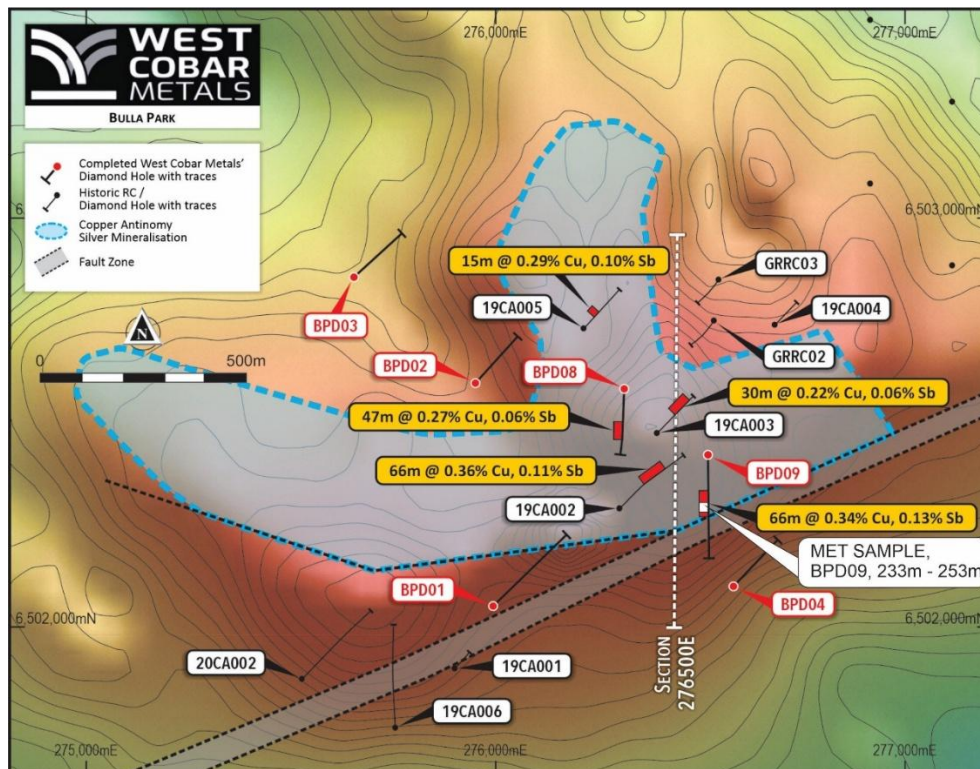 276,000mE
277,000mE
WEST
COBAR
METALS
BULLA PARK
Completed West Cobar Metals'
Diamond Hole with traces
Historic RC /
Diamond Hole with traces
Copper Antinomy
Silver Mineralisation
Fault Zone
N
0
500m
6,503,000mN
15m @ 0.29% Cu, 0.10% Sb
GRRC03
19CA005
19CA004
BPD03
GRRC02
BPD02
BPD08
30m @ 0.22% Cu, 0.06% Sb
47m @ 0.27% Cu, 0.06% Sb
19CA003
66m @ 0.36% Cu, 0.11% Sb
BPD09
19CA002
66m @ 0.34% Cu, 0.13% Sb
MET SAMPLE,
BPD09, 233m - 253m
BPD01
BPD04
6,502,000mN
6,502,000mN
SECTION
276500E
20CA002
19CA001
19CA006
275,000mE
276,000mE
277,000mE